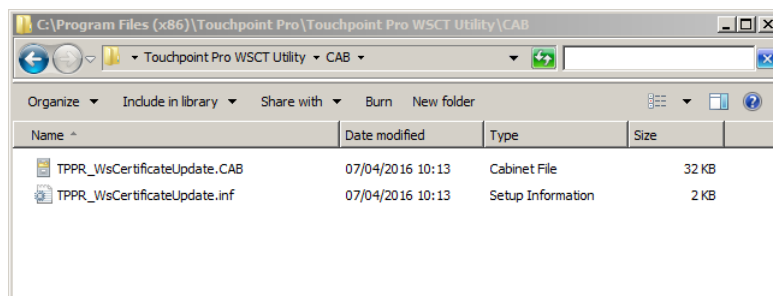 C:\Program Files (x86)\Touchpoint Pro\Touchpoint Pro WSCT Utility\CAB
Touchpoint Pro WSCT Utility CAB
Organize Include in library Share with Burn New folder
Name Date modified Type Size
TPPR_WsCertificateUpdate.CAB 07/04/2016 10:13 Cabinet File 32 KB
TPPR_WsCertificateUpdate.inf 07/04/2016 10:13 Setup Information 2 KB